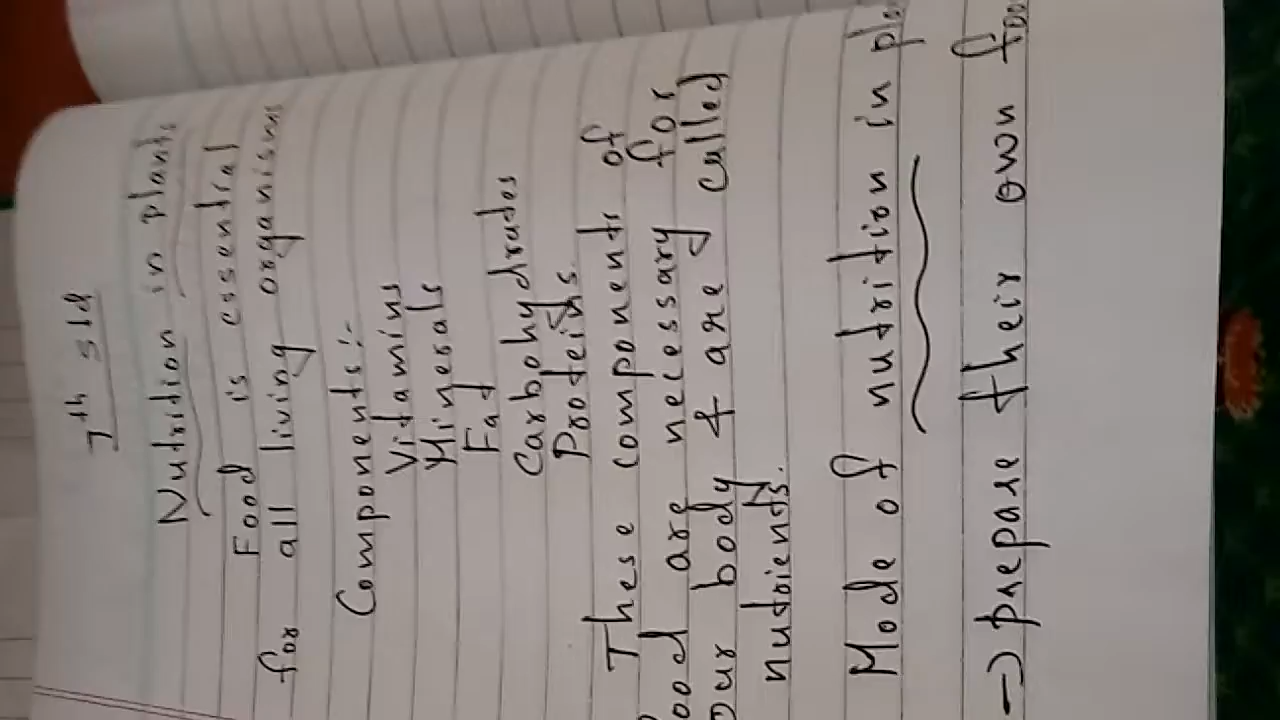 7th std
Nutrition in plants
Food is essential
for all living organisms
Components:-
Vitamins
Minerals
Fat
Carbohydrates
Proteins.
These components of
food are necessary for
our body & are called
nutrients.
Mode of nutrition in
→ prepare their own